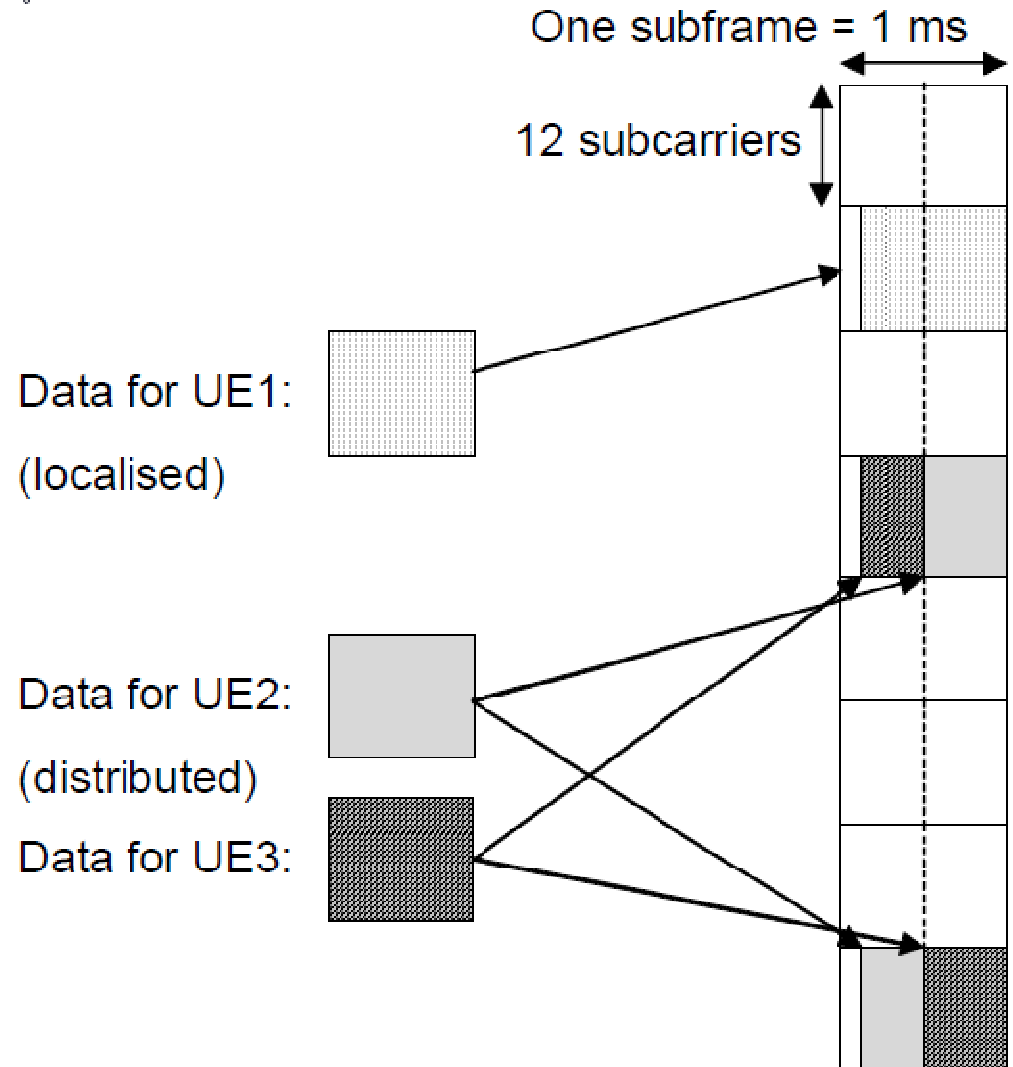 One subframe = 1 ms
12 subcarriers
Data for UE1:
(localised)
Data for UE2:
(distributed)
Data for UE3: